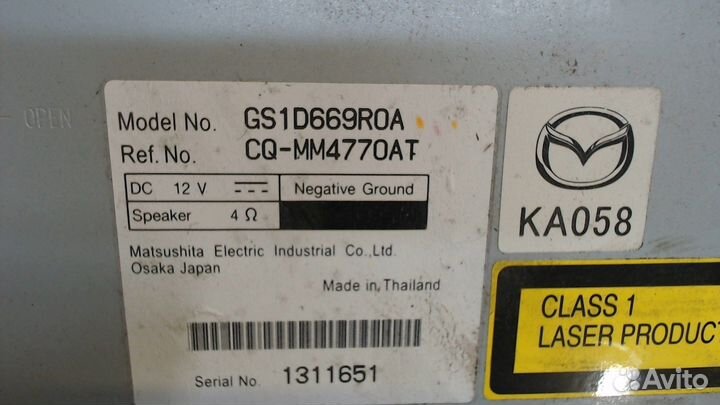 OPEN
Model No. GS1D669R0A
Ref. No. CQ-MM4770AT
DC 12 V Negative Ground
Speaker 4 Ω
Matsushita Electric Industrial Co., Ltd.
Osaka Japan
Made in Thailand
Serial No. 1311651
KA058
CLASS 1
LASER PRODUCT
Avito